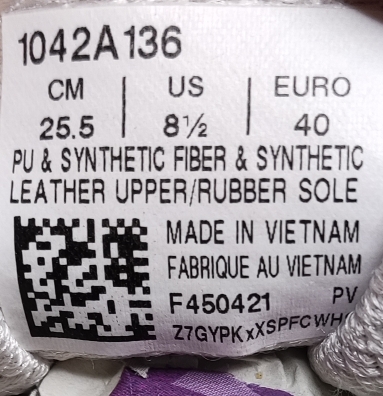 1042A136
CM | US | EURO
25.5 | 8½ | 40
PU & SYNTHETIC FIBER & SYNTHETIC
LEATHER UPPER/RUBBER SOLE
MADE IN VIETNAM
FABRIQUE AU VIETNAM
F450421 PV